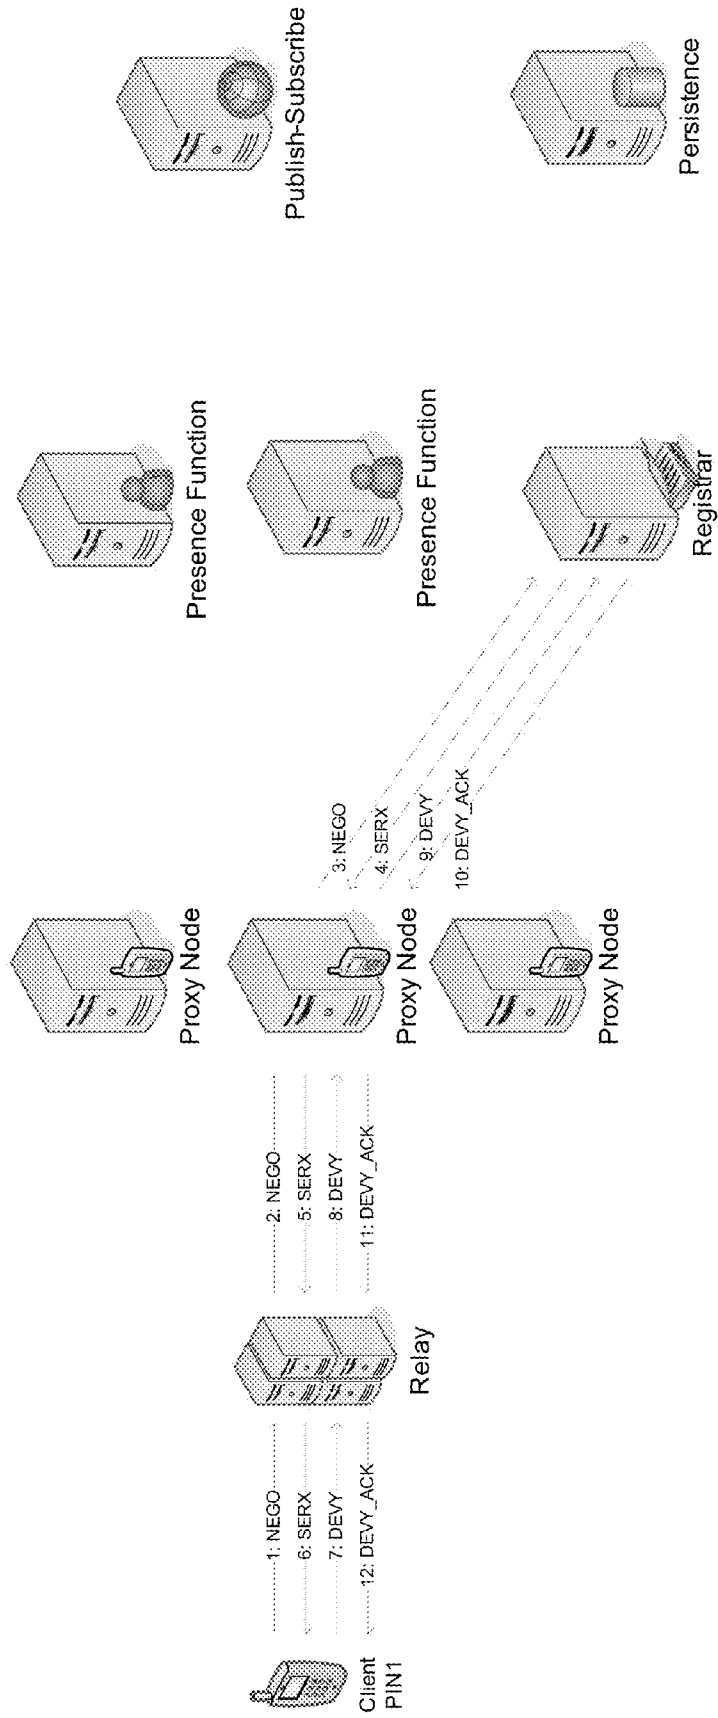 Client
PIN1
1: NEGO
6: SERX
7: DEVY
12: DEVY_ACK
Relay
2: NEGO
5: SERX
8: DEVY
11: DEVY_ACK
Proxy Node
Proxy Node
Proxy Node
3: NEGO
4: SERX
9: DEVY
10: DEVY_ACK
Presence Function
Presence Function
Registrar
Publish-Subscribe
Persistence